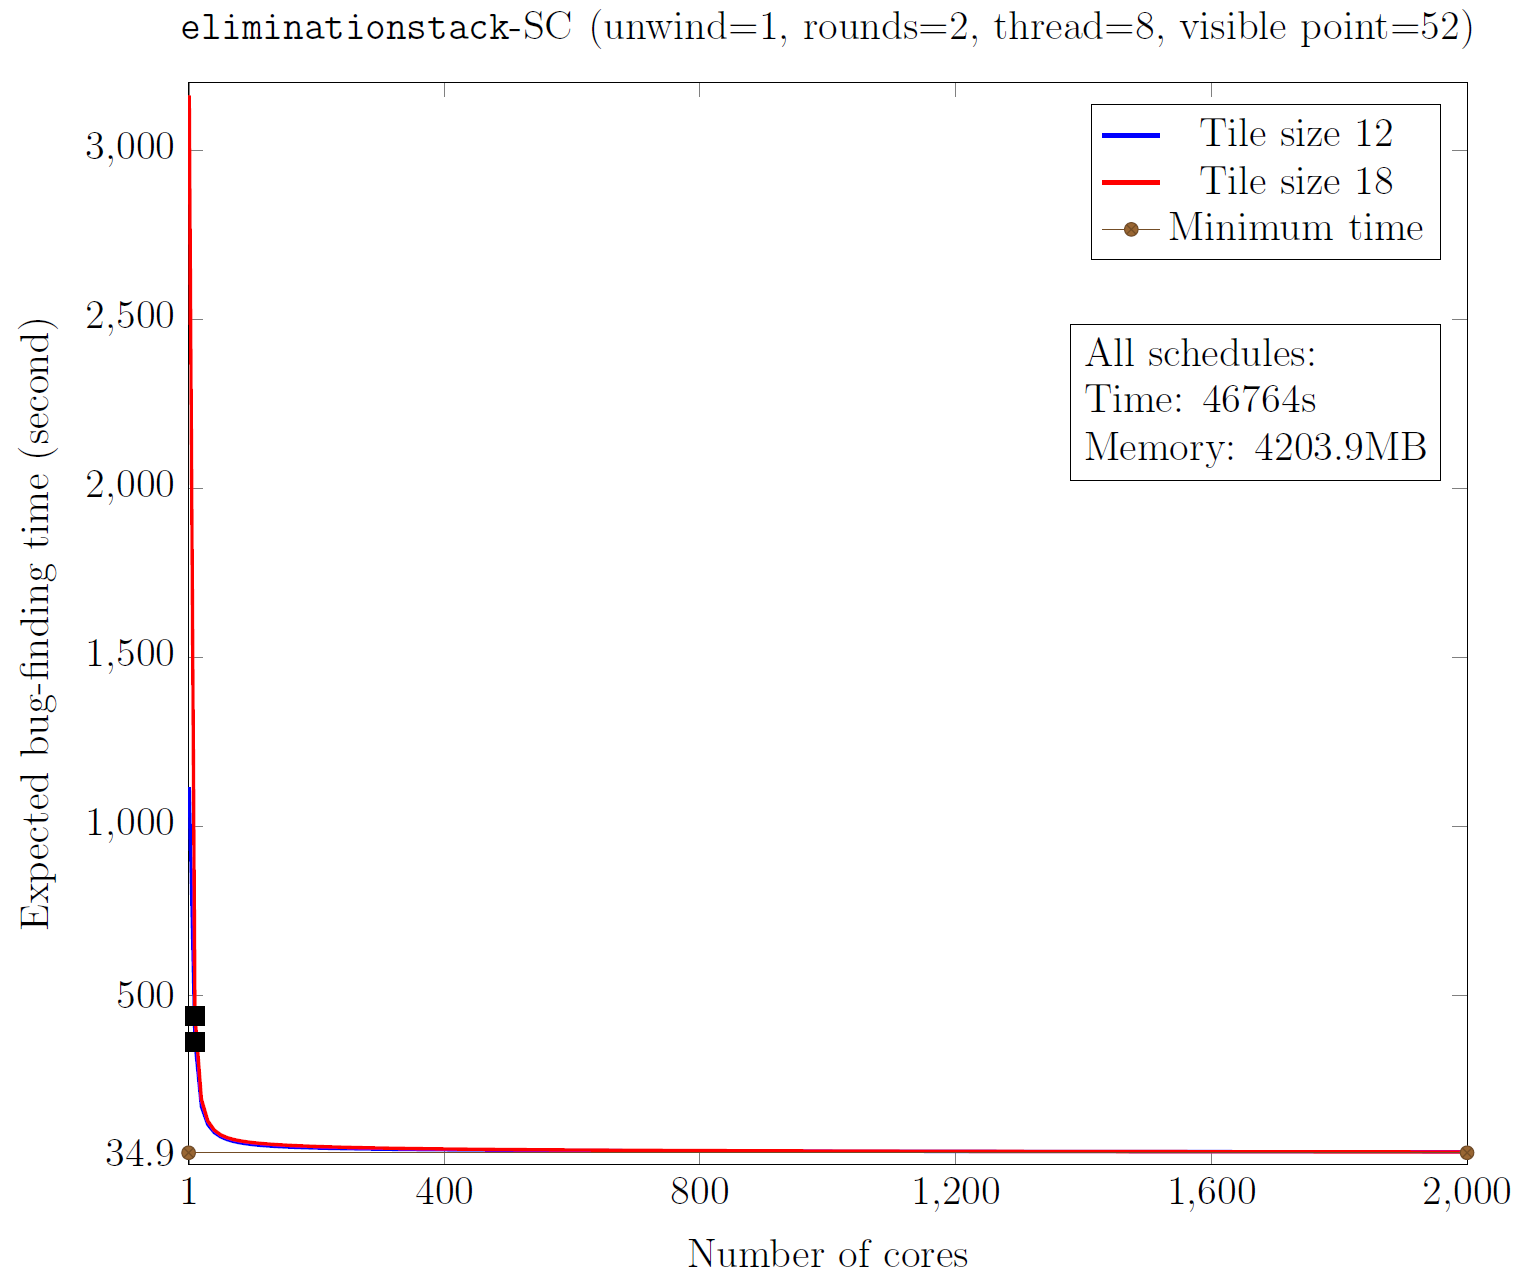 eliminationstack-SC (unwind=1, rounds=2, thread=8, visible point=52)
Tile size 12
Tile size 18
Minimum time
All schedules:
Time: 46764s
Memory: 4203.9MB
Expected bug-finding time (second)
3,000
2,500
2,000
1,500
1,000
500
34.9
1 400 800 1,200 1,600 2,000
Number of cores